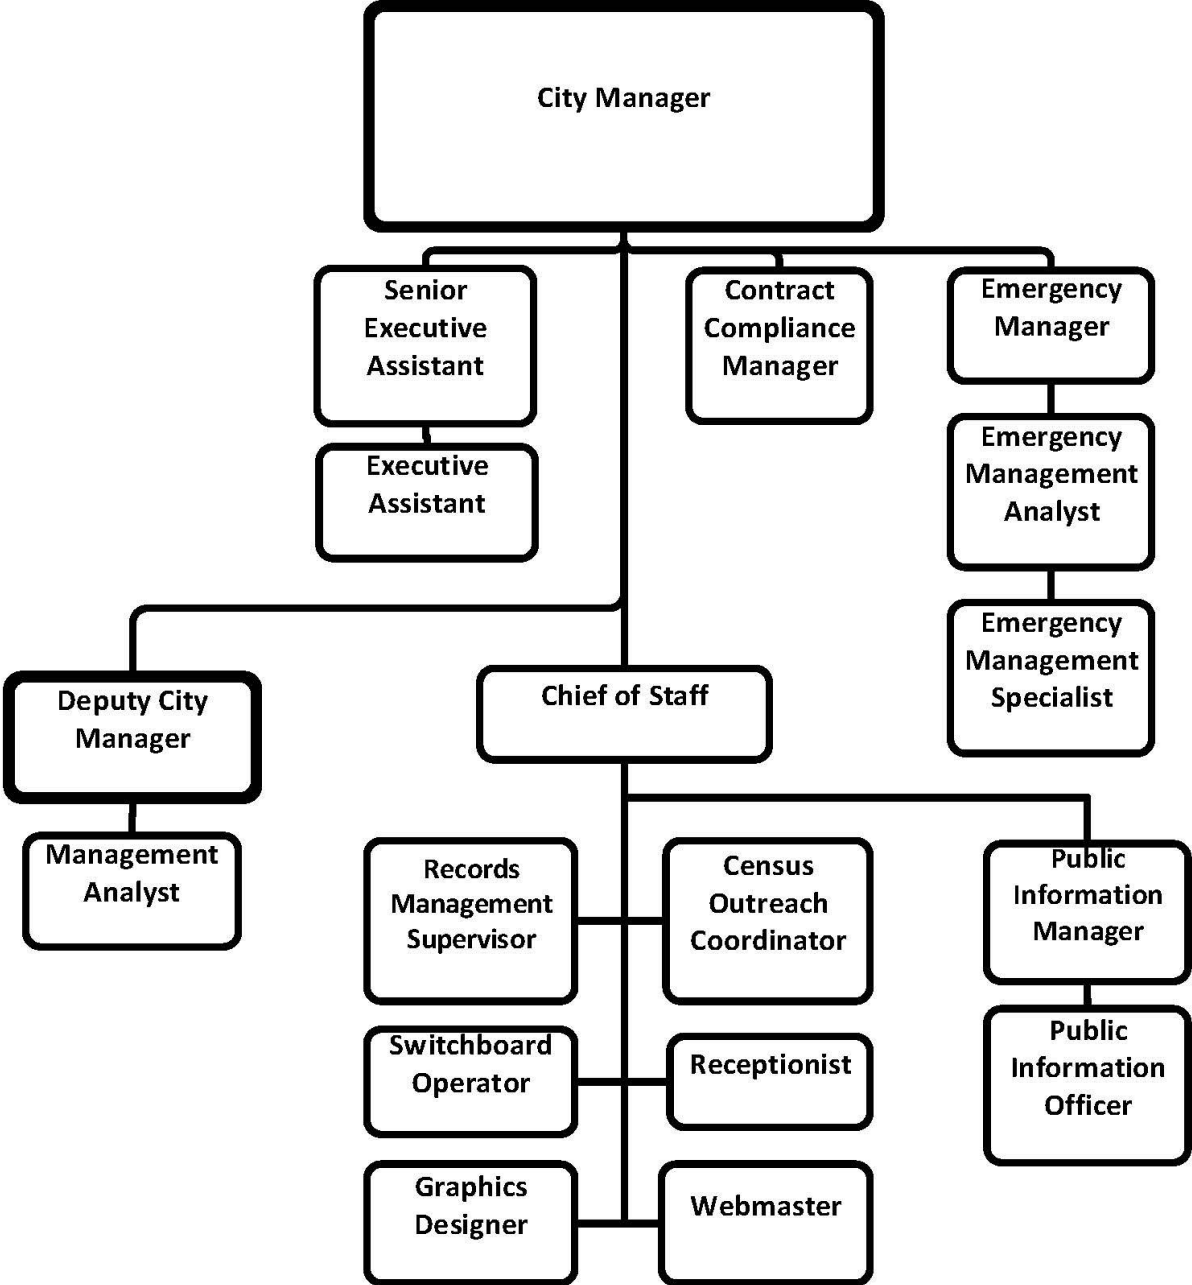 City Manager
Senior
Executive
Assistant
Contract
Compliance
Manager
Emergency
Manager
Executive
Assistant
Emergency
Management
Analyst
Emergency
Management
Specialist
Deputy City
Manager
Chief of Staff
Management
Analyst
Records
Management
Supervisor
Census
Outreach
Coordinator
Public
Information
Manager
Switchboard
Operator
Receptionist
Public
Information
Officer
Graphics
Designer
Webmaster